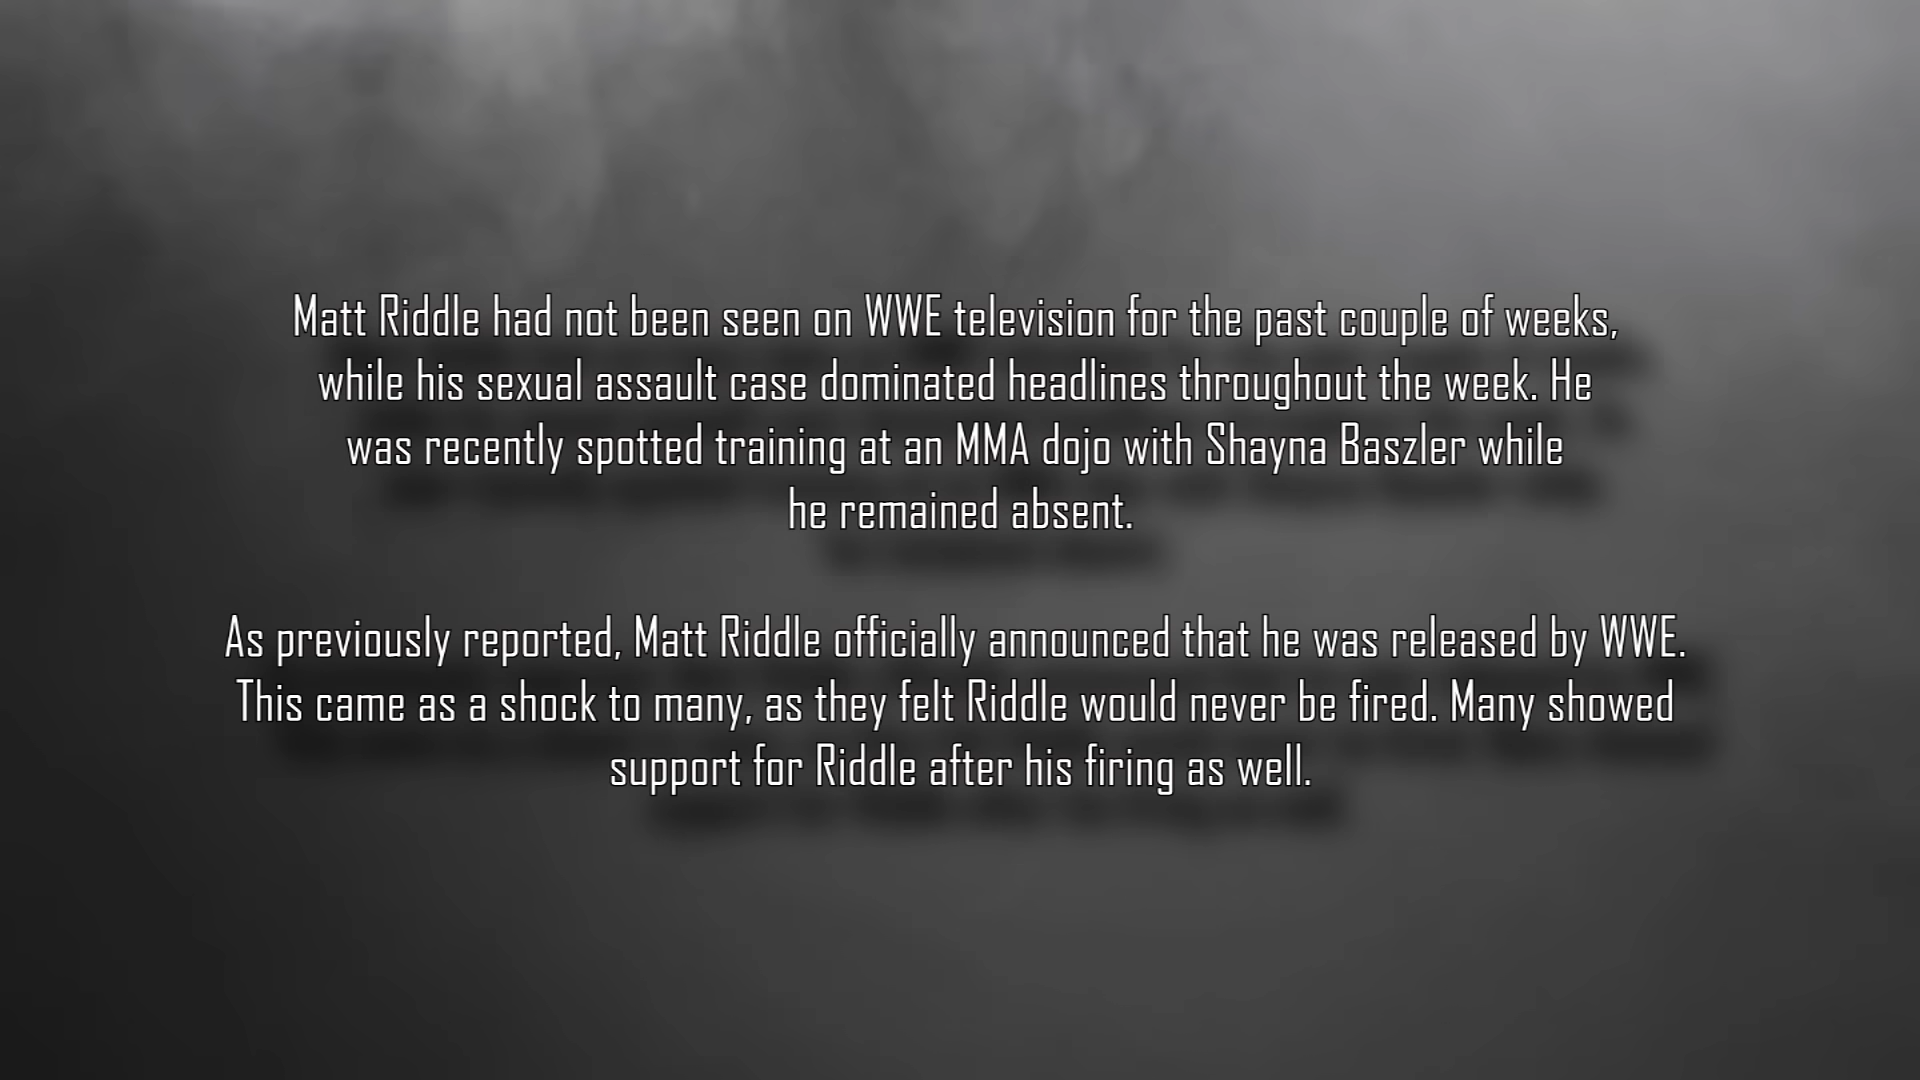 Matt Riddle had not been seen on WWE television for the past couple of weeks,
while his sexual assault case dominated headlines throughout the week. He
was recently spotted training at an MMA dojo with Shayna Baszler while
he remained absent.
As previously reported, Matt Riddle officially announced that he was released by WWE.
This came as a shock to many, as they felt Riddle would never be fired. Many showed
support for Riddle after his firing as well.